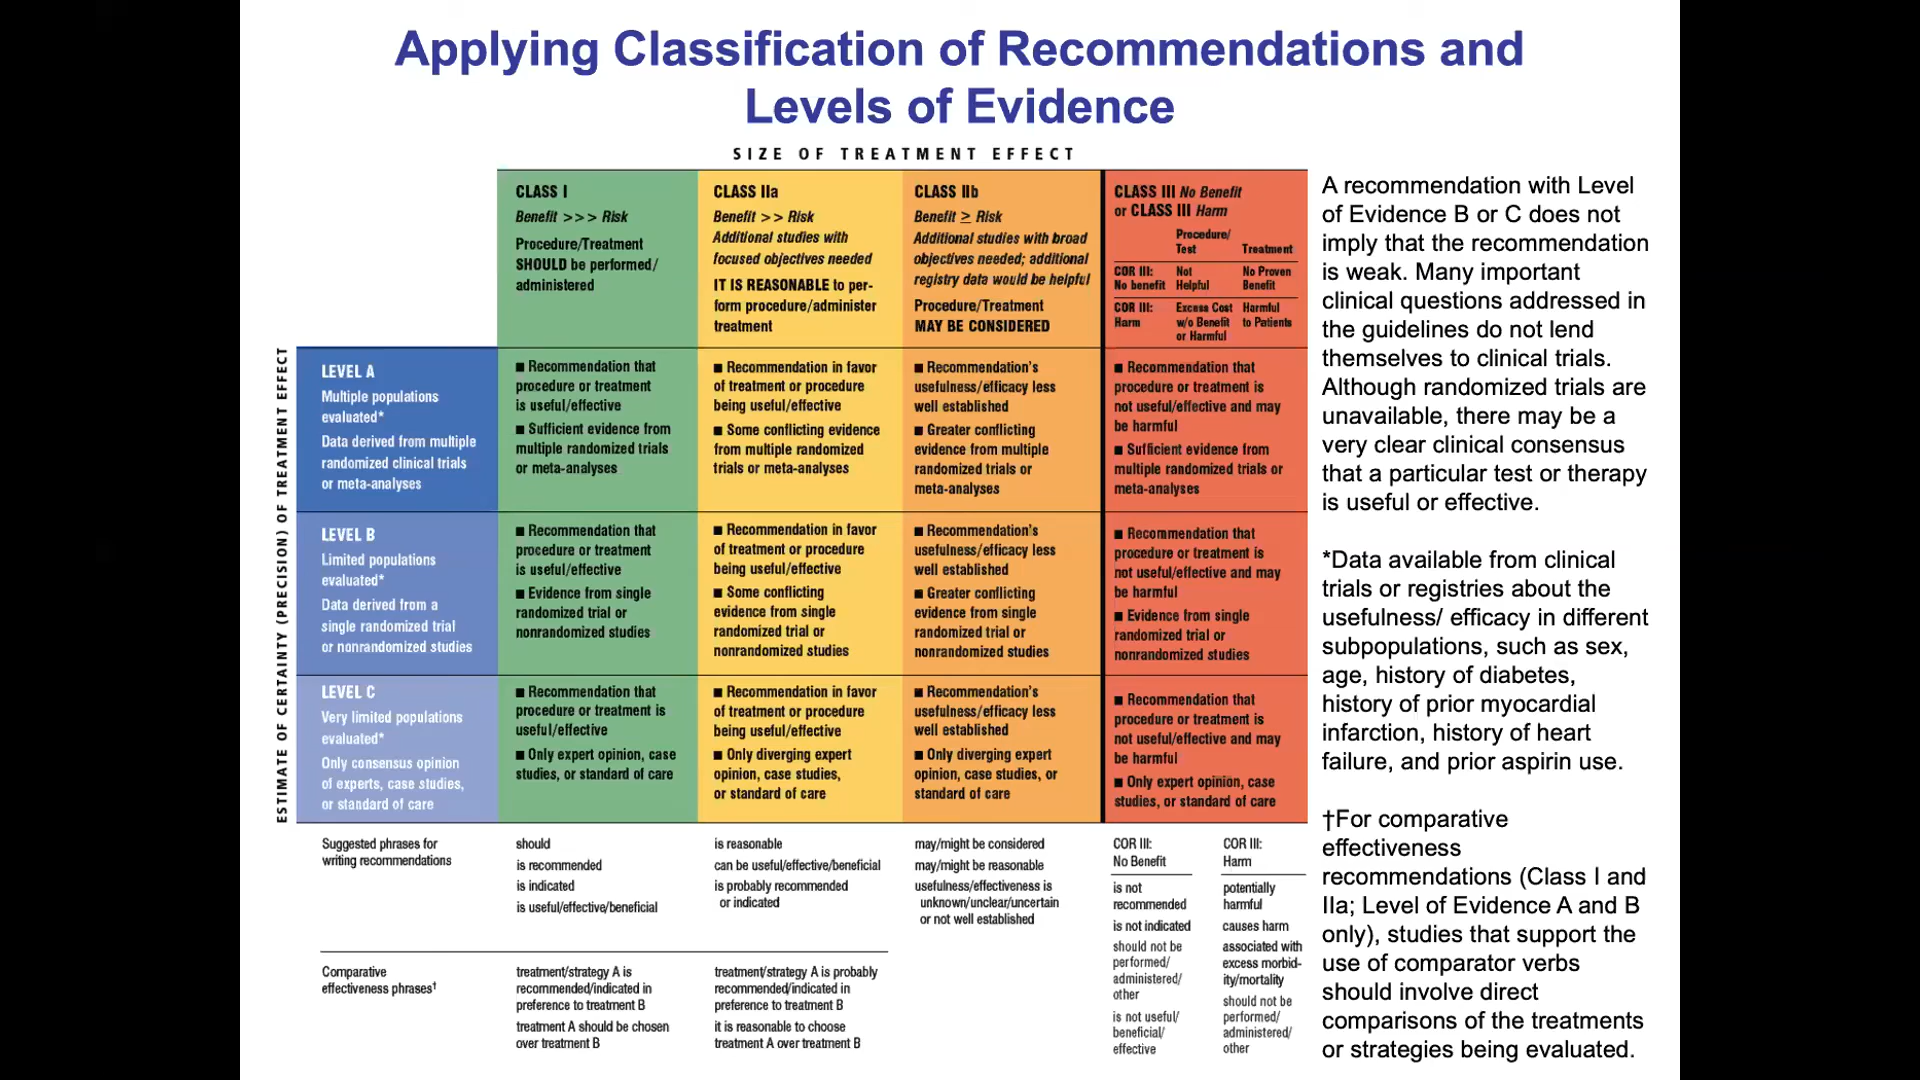 Applying Classification of Recommendations and
Levels of Evidence
SIZE OF TREATMENT EFFECT
CLASS I
Benefit >>> Risk
Procedure/Treatment
SHOULD be performed/
administered
CLASS IIa
Benefit >> Risk
Additional studies with
focused objectives needed
IT IS REASONABLE to per-
form procedure/administer
treatment
CLASS IIb
Benefit ≥ Risk
Additional studies with broad
objectives needed; additional
registry data would be helpful
Procedure/Treatment
MAY BE CONSIDERED
CLASS III No Benefit
or CLASS III Harm
Procedure/
Test
Treatment
COR III:
No benefit
Not
Helpful
No Proven
Benefit
COR III:
Harm
Excess Cost
w/o Benefit
or Harmful
Harmful
to Patients
ESTIMATE OF CERTAINTY (PRECISION) OF TREATMENT EFFECT
LEVEL A
Multiple populations
evaluated*
Data derived from multiple
randomized clinical trials
or meta-analyses
■ Recommendation that
procedure or treatment
is useful/effective
■ Sufficient evidence from
multiple randomized trials
or meta-analyses
■ Recommendation in favor
of treatment or procedure
being useful/effective
■ Some conflicting evidence
from multiple randomized
trials or meta-analyses
■ Recommendation's
usefulness/efficacy less
well established
■ Greater conflicting
evidence from multiple
randomized trials or
meta-analyses
■ Recommendation that
procedure or treatment is
not useful/effective and may
be harmful
■ Sufficient evidence from
multiple randomized trials or
meta-analyses
LEVEL B
Limited populations
evaluated*
Data derived from a
single randomized trial
or nonrandomized studies
■ Recommendation that
procedure or treatment
is useful/effective
■ Evidence from single
randomized trial or
nonrandomized studies
■ Recommendation in favor
of treatment or procedure
being useful/effective
■ Some conflicting
evidence from single
randomized trial or
nonrandomized studies
■ Recommendation's
usefulness/efficacy less
well established
■ Greater conflicting
evidence from single
randomized trial or
nonrandomized studies
■ Recommendation that
procedure or treatment is
not useful/effective and may
be harmful
■ Evidence from single
randomized trial or
nonrandomized studies
LEVEL C
Very limited populations
evaluated*
Only consensus opinion
of experts, case studies,
or standard of care
■ Recommendation that
procedure or treatment is
useful/effective
■ Only expert opinion, case
studies, or standard of care
■ Recommendation in favor
of treatment or procedure
being useful/effective
■ Only diverging expert
opinion, case studies,
or standard of care
■ Recommendation's
usefulness/efficacy less
well established
■ Only diverging expert
opinion, case studies, or
standard of care
■ Recommendation that
procedure or treatment is
not useful/effective and may
be harmful
■ Only expert opinion, case
studies, or standard of care
Suggested phrases for
writing recommendations
should
is recommended
is indicated
is useful/effective/beneficial
is reasonable
can be useful/effective/beneficial
is probably recommended
or indicated
may/might be considered
may/might be reasonable
usefulness/effectiveness is
unknown/unclear/uncertain
or not well established
COR III:
No Benefit
is not
recommended
is not indicated
should not be
performed/
administered/
other
is not useful/
beneficial/
effective
COR III:
Harm
potentially
harmful
causes harm
associated with
excess morbid-
ity/mortality
should not be
performed/
administered/
other
Comparative
effectiveness phrases†
treatment/strategy A is
recommended/indicated in
preference to treatment B
treatment A should be chosen
over treatment B
treatment/strategy A is probably
recommended/indicated in
preference to treatment B
it is reasonable to choose
treatment A over treatment B
A recommendation with Level
of Evidence B or C does not
imply that the recommendation
is weak. Many important
clinical questions addressed in
the guidelines do not lend
themselves to clinical trials.
Although randomized trials are
unavailable, there may be a
very clear clinical consensus
that a particular test or therapy
is useful or effective.
*Data available from clinical
trials or registries about the
usefulness/ efficacy in different
subpopulations, such as sex,
age, history of diabetes,
history of prior myocardial
infarction, history of heart
failure, and prior aspirin use.
†For comparative
effectiveness
recommendations (Class I and
IIa; Level of Evidence A and B
only), studies that support the
use of comparator verbs
should involve direct
comparisons of the treatments
or strategies being evaluated.